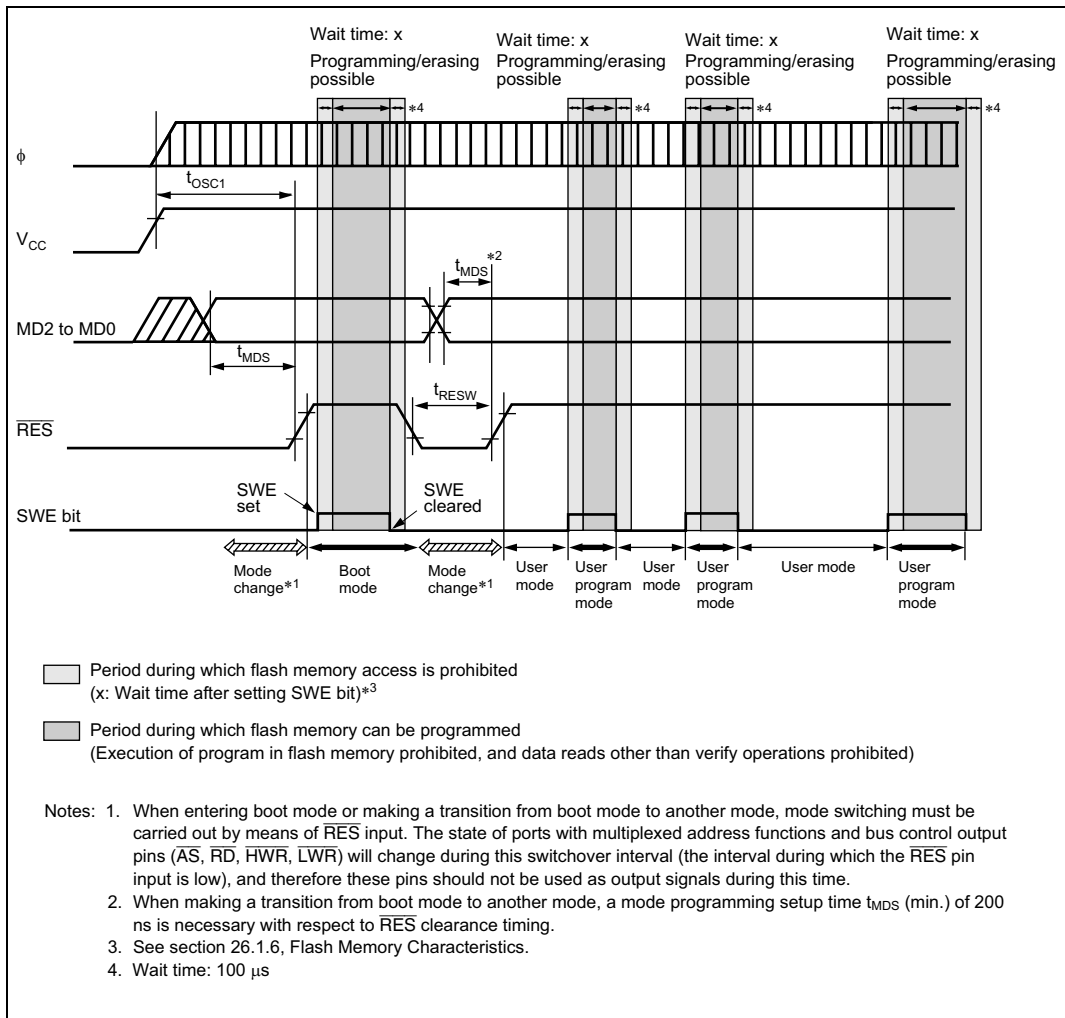 Wait time: x
Programming/erasing
possible
Wait time: x
Programming/erasing
possible
Wait time: x
Programming/erasing
possible
Wait time: x
Programming/erasing
possible
*4
*4
*4
*4
φ
tOSC1
VCC
tMDS*2
MD2 to MD0
tMDS
tRESW
RES
SWE
set
SWE
cleared
SWE bit
Mode
change*1
Boot
mode
Mode
change*1
User
mode
User
program
mode
User
mode
User
program
mode
User mode
User
program
mode
Period during which flash memory access is prohibited
(x: Wait time after setting SWE bit)*3
Period during which flash memory can be programmed
(Execution of program in flash memory prohibited, and data reads other than verify operations prohibited)
Notes: 1. When entering boot mode or making a transition from boot mode to another mode, mode switching must be
carried out by means of RES input. The state of ports with multiplexed address functions and bus control output
pins (AS, RD, HWR, LWR) will change during this switchover interval (the interval during which the RES pin
input is low), and therefore these pins should not be used as output signals during this time.
2. When making a transition from boot mode to another mode, a mode programming setup time tMDS (min.) of 200
ns is necessary with respect to RES clearance timing.
3. See section 26.1.6, Flash Memory Characteristics.
4. Wait time: 100 μs